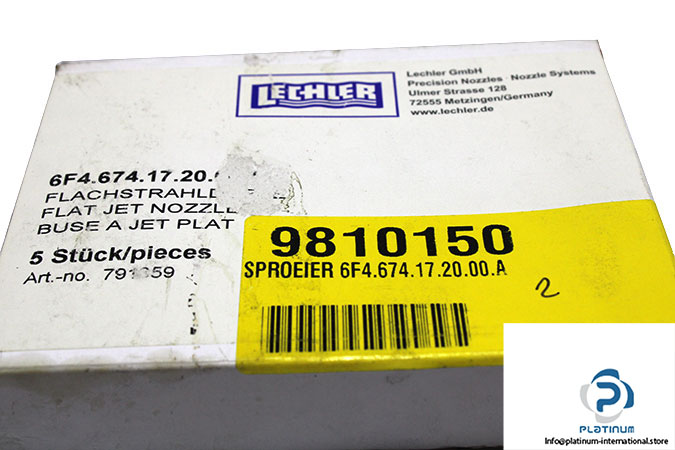 LECHLER
Lechler GmbH
Precision Nozzles · Nozzle Systems
Ulmer Strasse 128
72555 Metzingen/Germany
www.lechler.de
6F4.674.17.20.
FLAT JET NOZZLE
BUSE A JET PLAT
5 Stück/pieces
Art.-no.
9810150
SPROEIER 6F4.674.17.20.00.A
2
PLATINUM
Info@platinum-international.store